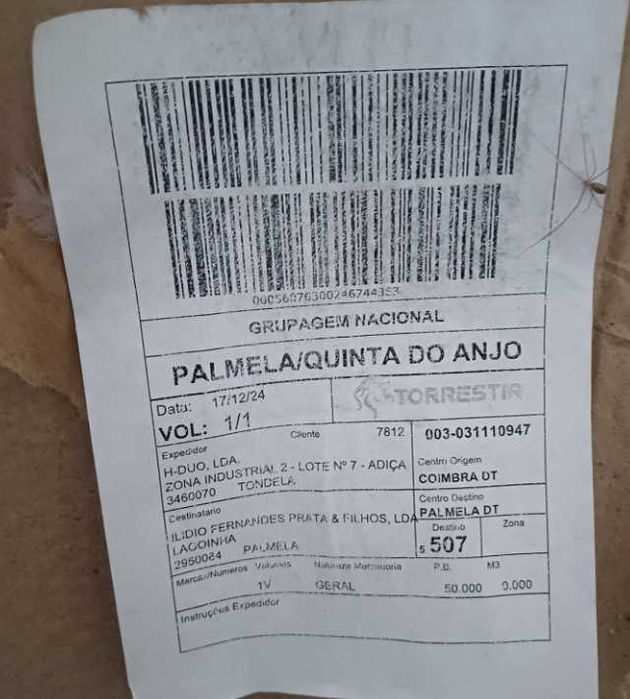 GRUPAGEM NACIONAL
PALMELA/QUINTA DO ANJO
Data: 17/12/24
TORRESTIR
VOL: 1/1
Cliente 7812
003-031110947
Expedidor
H-DUO, LDA.
ZONA INDUSTRIAL 2 - LOTE Nº 7 - ADIÇA
3460070 TONDELA
Centro Origem
COIMBRA DT
Centro Destino
PALMELA DT
Destinatário
ILIDIO FERNANDES PRATA & FILHOS, LDA
LAGOINHA
2950064 PALMELA
Destino
S 507
Zona
Marcas/Numeros Volumes Natureza Mercadoria P.B. M3
1V GERAL 50.000 0.000
Instruções Expedidor